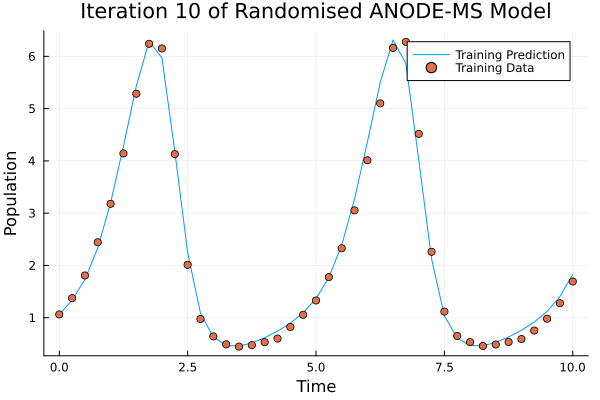 Iteration 10 of Randomised ANODE-MS Model
Training Prediction
Training Data
Population
6
5
4
3
2
1
0.0 2.5 5.0 7.5 10.0
Time